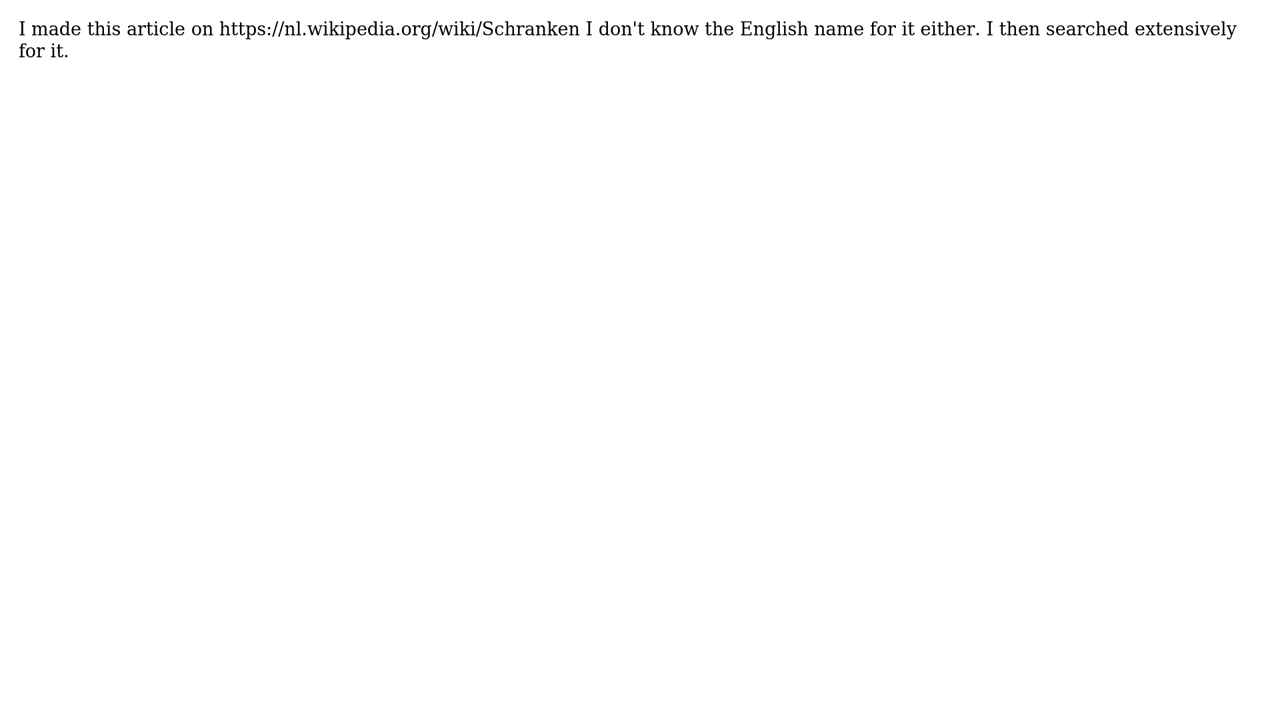 I made this article on https://nl.wikipedia.org/wiki/Schranken I don't know the English name for it either. I then searched extensively
for it.